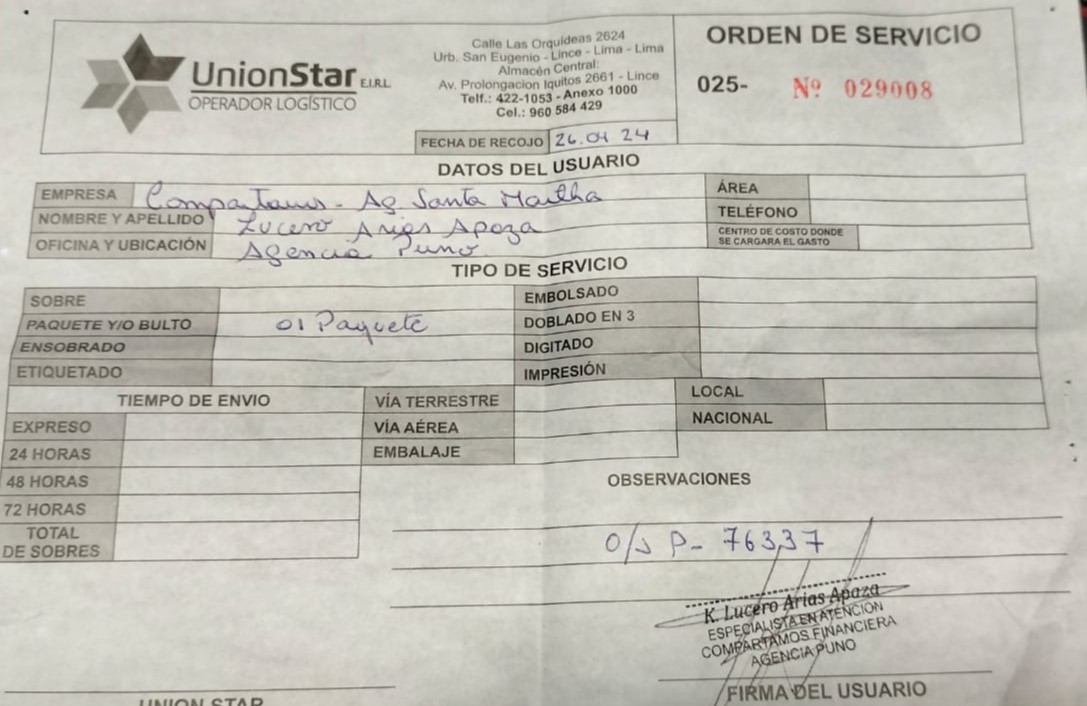 UnionStar E.I.R.L
OPERADOR LOGÍSTICO
Calle Las Orquídeas 2624
Urb. San Eugenio - Lince - Lima - Lima
Almacén Central:
Av. Prolongacion Iquitos 2661 - Lince
Telf.: 422-1053 - Anexo 1000
Cel.: 960 584 429
ORDEN DE SERVICIO
025- Nº 029008
FECHA DE RECOJO 26.04 24
DATOS DEL USUARIO
EMPRESA Compartamos - Ag Santa Martha
NOMBRE Y APELLIDO Lucero Arias Apaza
OFICINA Y UBICACIÓN Agencia Puno
ÁREA
TELÉFONO
CENTRO DE COSTO DONDE
SE CARGARA EL GASTO
TIPO DE SERVICIO
SOBRE
PAQUETE Y/O BULTO 01 Paquete
ENSOBRADO
ETIQUETADO
EMBOLSADO
DOBLADO EN 3
DIGITADO
IMPRESIÓN
TIEMPO DE ENVIO
EXPRESO
24 HORAS
48 HORAS
72 HORAS
TOTAL
DE SOBRES
VÍA TERRESTRE
VÍA AÉREA
EMBALAJE
LOCAL
NACIONAL
OBSERVACIONES
O/S P- 76337
K. Lucero Arias Apaza
ESPECIALISTA EN ATENCION
COMPARTAMOS FINANCIERA
AGENCIA PUNO
FIRMA DEL USUARIO
UNION STAR